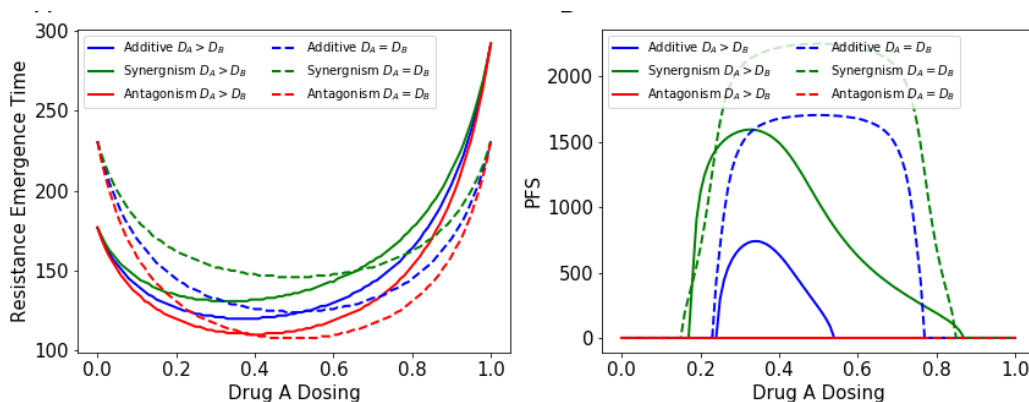 300
250
200
150
100
Resistance Emergence Time
Additive D_A > D_B
Synergnism D_A > D_B
Antagonism D_A > D_B
Additive D_A = D_B
Synergnism D_A = D_B
Antagonism D_A = D_B
0.0 0.2 0.4 0.6 0.8 1.0
Drug A Dosing
2000
1500
1000
500
0
PFS
Additive D_A > D_B
Synergnism D_A > D_B
Antagonism D_A > D_B
Additive D_A = D_B
Synergnism D_A = D_B
Antagonism D_A = D_B
0.0 0.2 0.4 0.6 0.8 1.0
Drug A Dosing